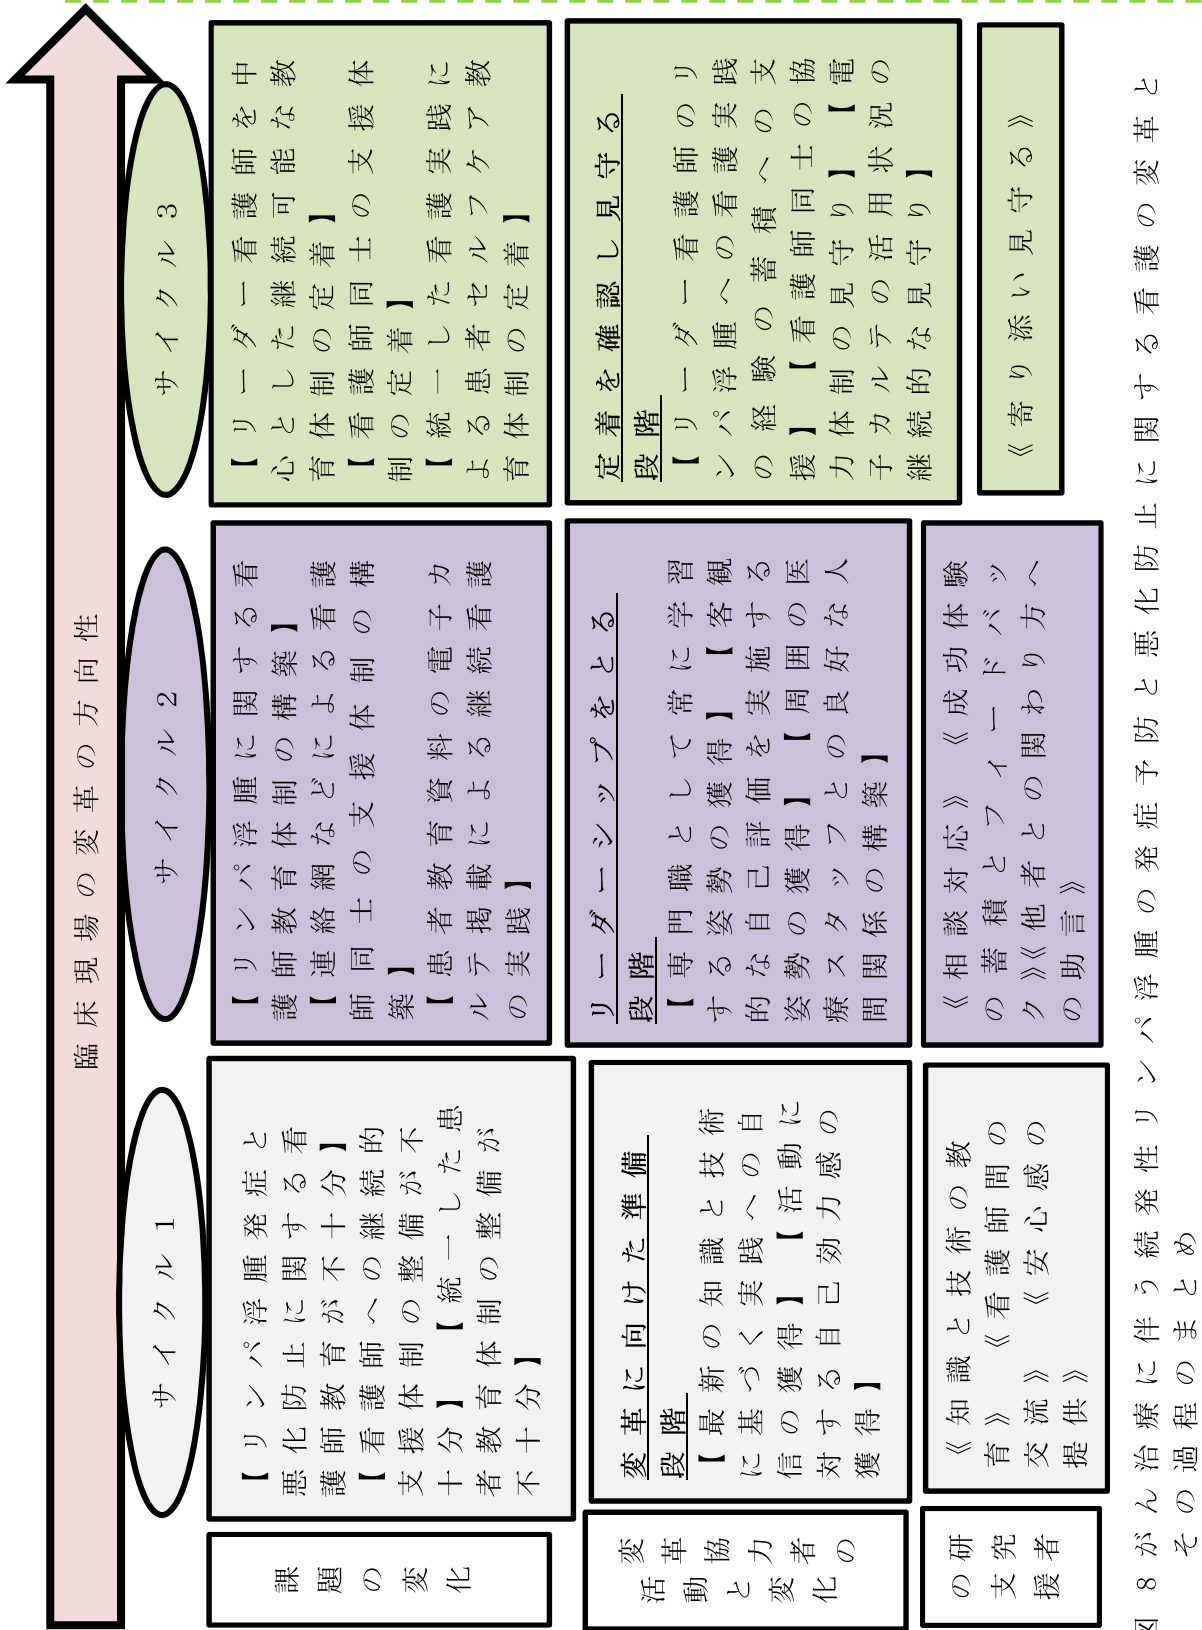 臨床現場の変革の方向性
サイクル1
サイクル2
サイクル3
課題の変化
【リンパ浮腫発症と
悪化防止に関する看
護師教育が不十分】
【看護師への継続的
支援体制の整備が不
十分】【統一した患
者教育体制の整備が
不十分】
【リンパ浮腫に関する看
護師教育体制の構築】
【連絡網などによる看護
師同士の支援体制の構
築】
【患者教育資料の電子カ
ルテ掲載による継続看護
の実践】
【リーダー看護師を中
心とした継続可能な教
育体制の定着】
【看護師同士の支援体
制の定着】
【統一した看護実践に
よる患者セルフケア教
育体制の定着】
変革協力者の
活動と変化
変革に向けた準備
段階
【最新の知識と技術
に基づく実践への自
信の獲得】【活動に
対する自己効力感の
獲得】
リーダーシップをとる
段階
【専門職として常に学習
する姿勢の獲得】【客観
的な自己評価を実施する
姿勢の獲得】【周囲の医
療スタッフとの良好な人
間関係の構築】
定着を確認し見守る
段階
【リーダー看護師のリ
ンパ浮腫への看護実践
の経験の蓄積への支
援】【看護師同士の協
力体制の見守り】【電
子カルテの活用状況の
継続的な見守り】
研究者
の支援
《知識と技術の教
育》《看護師間の
交流》《安心感の
提供》
《相談対応》《成功体験
の蓄積とフィードバッ
ク》《他者との関わり方へ
の助言》
《寄り添い見守る》
図8がん治療に伴う続発性リンパ浮腫の発症予防と悪化防止に関する看護の変革と
その過程のまとめ